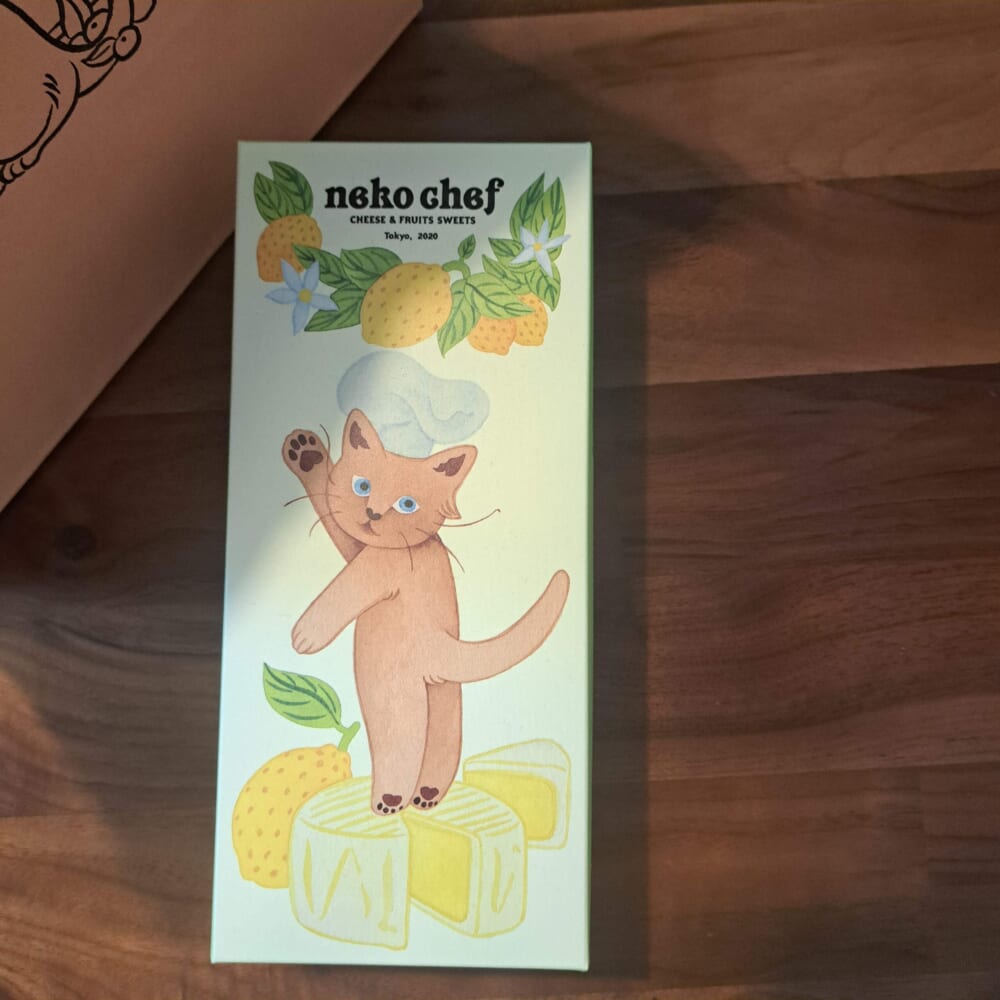 neko chef
CHEESE & FRUITS SWEETS
Tokyo, 2020